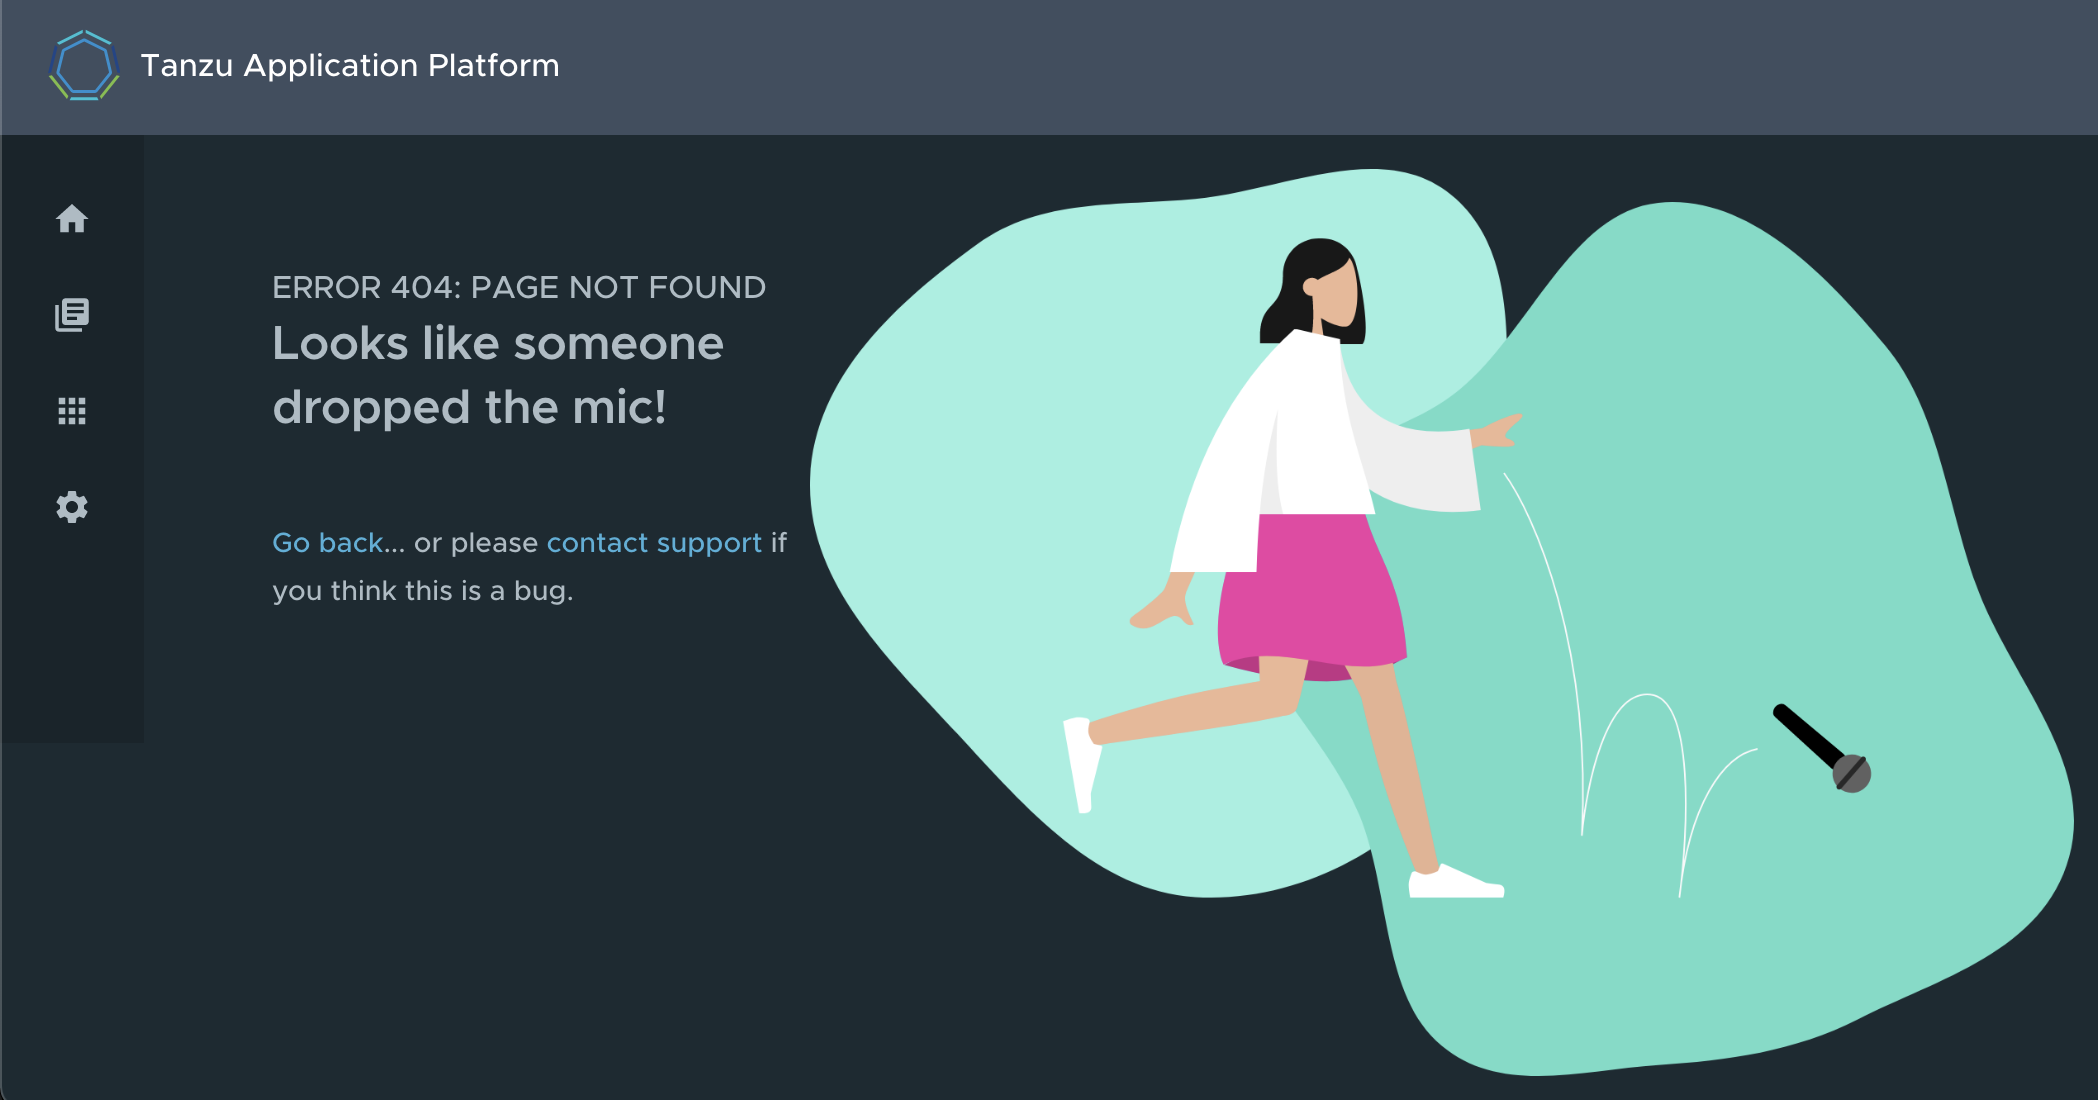 Tanzu Application Platform
ERROR 404: PAGE NOT FOUND
Looks like someone
dropped the mic!
Go back... or please contact support if
you think this is a bug.